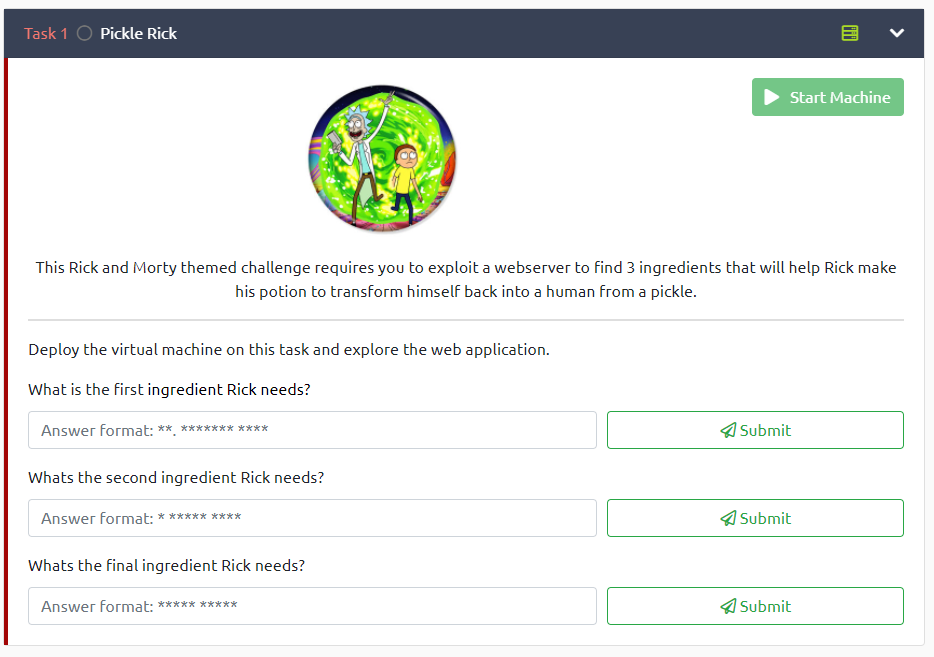 Task 1 Pickle Rick
Start Machine
This Rick and Morty themed challenge requires you to exploit a webserver to find 3 ingredients that will help Rick make
his potion to transform himself back into a human from a pickle.
Deploy the virtual machine on this task and explore the web application.
What is the first ingredient Rick needs?
Answer format: **. ******* ****
Submit
Whats the second ingredient Rick needs?
Answer format: * ***** ****
Submit
Whats the final ingredient Rick needs?
Answer format: ***** *****
Submit